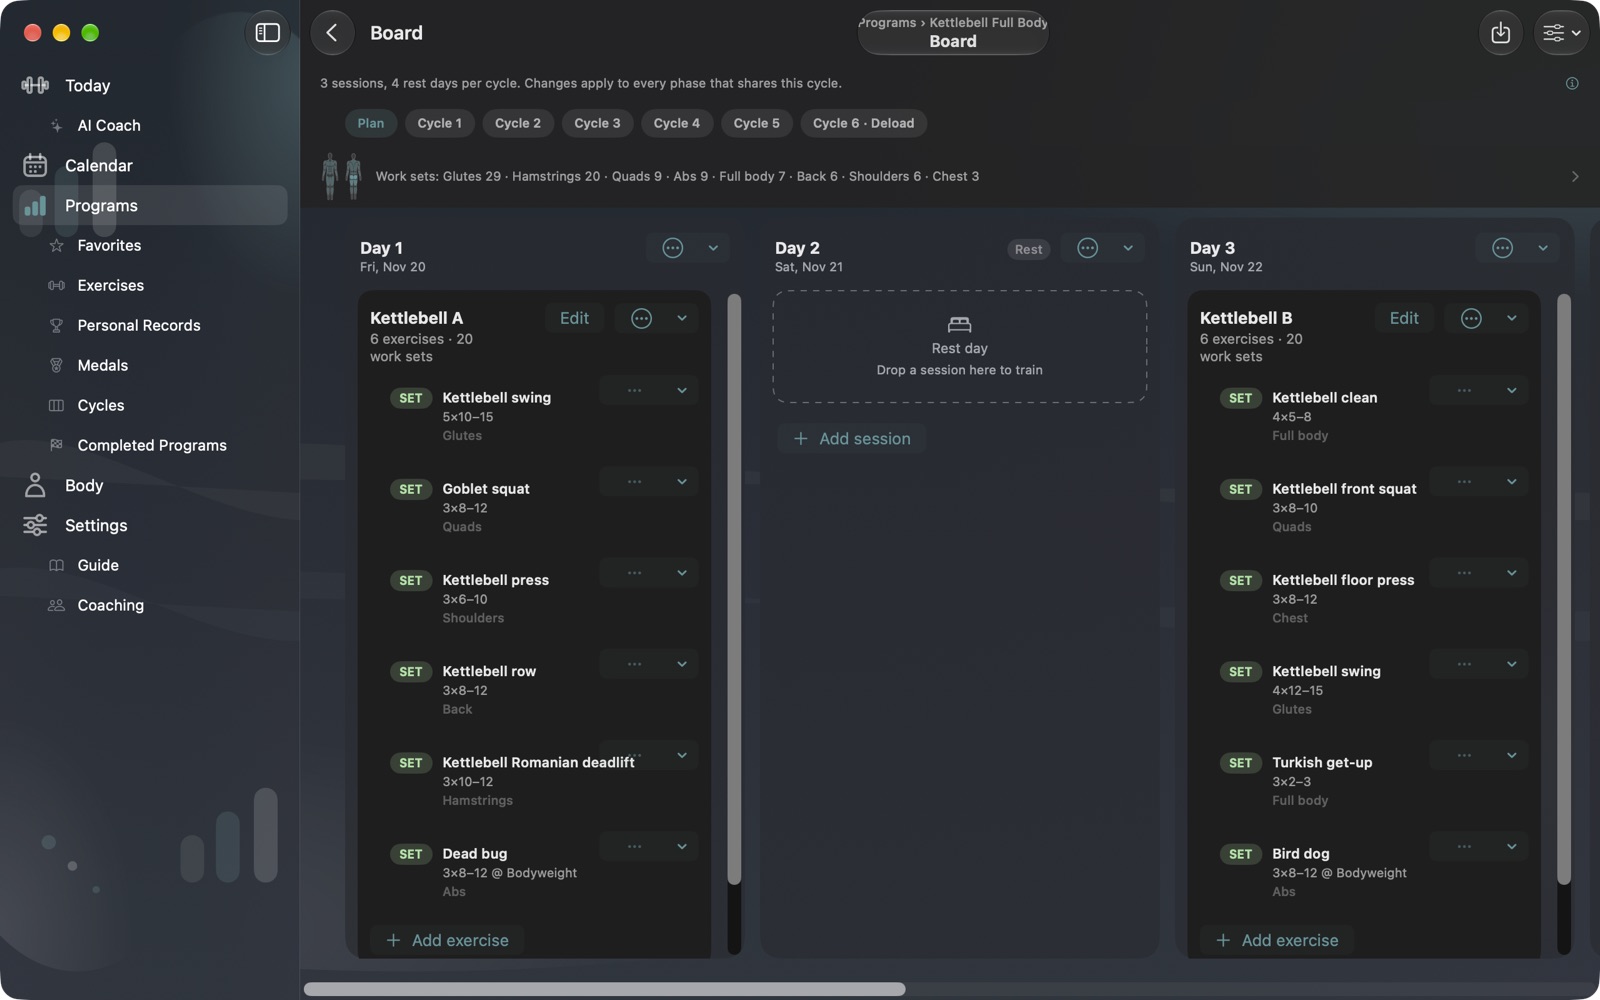 Today
AI Coach
Calendar
Programs
Favorites
Exercises
Personal Records
Medals
Cycles
Completed Programs
Body
Settings
Guide
Coaching
Board
Programs › Kettlebell Full Body
Board
3 sessions, 4 rest days per cycle. Changes apply to every phase that shares this cycle.
Plan
Cycle 1
Cycle 2
Cycle 3
Cycle 4
Cycle 5
Cycle 6 · Deload
Work sets: Glutes 29 · Hamstrings 20 · Quads 9 · Abs 9 · Full body 7 · Back 6 · Shoulders 6 · Chest 3
Day 1
Fri, Nov 20
Kettlebell A
Edit
6 exercises · 20
work sets
SET
Kettlebell swing
5×10–15
Glutes
SET
Goblet squat
3×8–12
Quads
SET
Kettlebell press
3×6–10
Shoulders
SET
Kettlebell row
3×8–12
Back
SET
Kettlebell Romanian deadlift
3×10–12
Hamstrings
SET
Dead bug
3×8–12 @ Bodyweight
Abs
+ Add exercise
Day 2
Sat, Nov 21
Rest
Rest day
Drop a session here to train
+ Add session
Day 3
Sun, Nov 22
Kettlebell B
Edit
6 exercises · 20
work sets
SET
Kettlebell clean
4×5–8
Full body
SET
Kettlebell front squat
3×8–10
Quads
SET
Kettlebell floor press
3×8–12
Chest
SET
Kettlebell swing
4×12–15
Glutes
SET
Turkish get-up
3×2–3
Full body
SET
Bird dog
3×8–12 @ Bodyweight
Abs
+ Add exercise